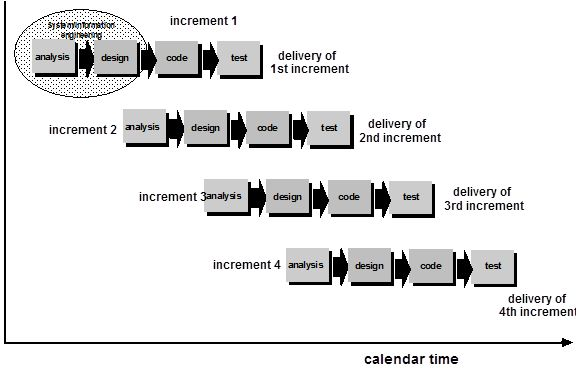 increment 1
system/information
engineering
analysis design code test
delivery of
1st increment
increment 2
analysis design code test
delivery of
2nd increment
increment 3
analysis design code test
delivery of
3rd increment
increment 4
analysis design code test
delivery of
4th increment
calendar time